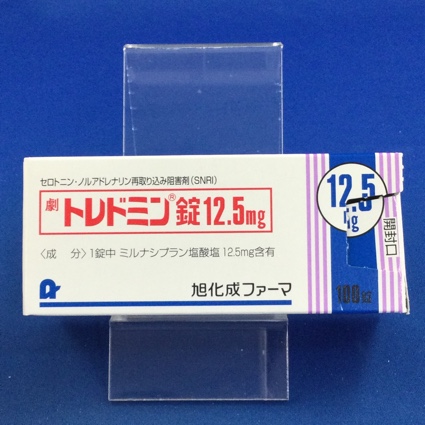 セロトニン・ノルアドレナリン再取り込み阻害剤(SNRI)
劇 トレドミン®錠12.5mg
〈成 分〉1錠中 ミルナシプラン塩酸塩 12.5mg含有
旭化成ファーマ
12.5
開封口
100錠